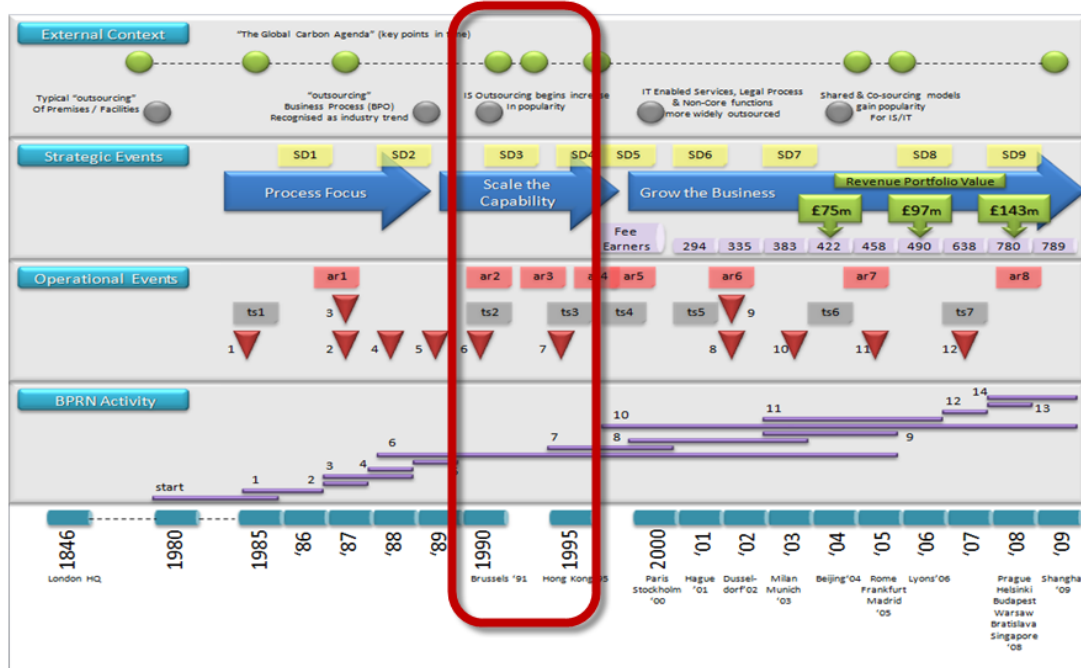 External Context
"The Global Carbon Agenda" (key points in time)
Typical "outsourcing"
Of Premises / Facilities
"outsourcing"
Business Process (BPO)
Recognised as industry trend
IS Outsourcing begins increase
In popularity
IT Enabled Services, Legal Process
& Non-Core functions
more widely outsourced
Shared & Co-sourcing models
gain popularity
For IS/IT
Strategic Events
SD1 SD2 SD3 SD4 SD5 SD6 SD7 SD8 SD9
Process Focus
Scale the
Capability
Grow the Business
Revenue Portfolio Value
£75m £97m £143m
Fee
Earners
294 335 383 422 458 490 638 780 789
Operational Events
ar1 ar2 ar3 ar5 ar6 ar7 ar8
ts1 3 ts2 ts3 ts4 ts5 9 ts6 ts7
1 2 4 5 6 7 8 10 11 12
BPRN Activity
14
12 13
10 11
7 8 9
6
3 4
1 2
start
1846 1980 1985 '86 '87 '88 '89 1990 1995 2000 '01 '02 '03 '04 '05 '06 '07 '08 '09
London HQ
Brussels '91
Paris
Stockholm
'00
Hague
'01
Dussel-
dorf'02
Milan
Munich
'03
Beijing'04
Rome
Frankfurt
Madrid
'05
Lyons'06
Prague
Helsinki
Budapest
Warsaw
Bratislava
Singapore
'08
Shangha
'09
Hong Kong